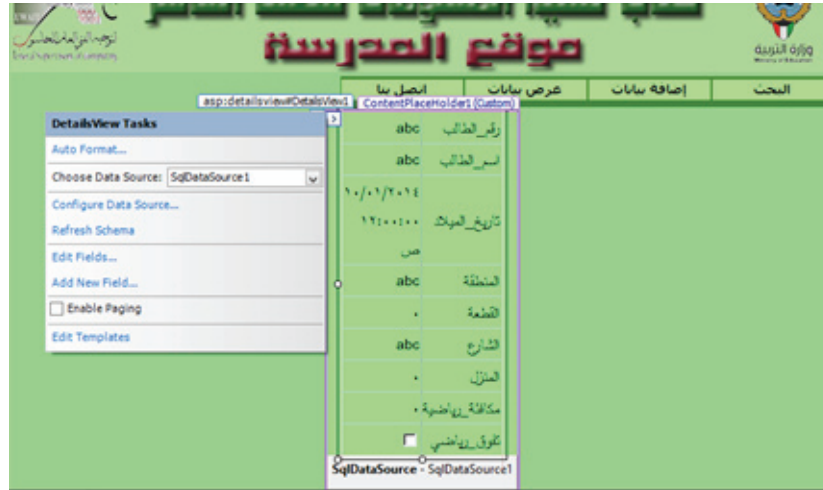 موقع المدرسة
وزارة التربية
البحث
إضافة بيانات
عرض بيانات
اتصل بنا
asp:detailsview#DetailsView1
ContentPlaceHolder1 (Custom)
DetailsView Tasks
Auto Format...
Choose Data Source: SqlDataSource1
Configure Data Source...
Refresh Schema
Edit Fields...
Add New Field...
Enable Paging
Edit Templates
رقم_الطالب abc
اسم_الطالب abc
١٠/٠١/٢٠١٤
تاريخ_الميلاد ١٢:٠٠:٠٠
ص
المنطقة abc
القطعة ٠
الشارع abc
المنزل ٠
مكافئة_رياضية ٠
تفوق_رياضي
SqlDataSource - SqlDataSource1